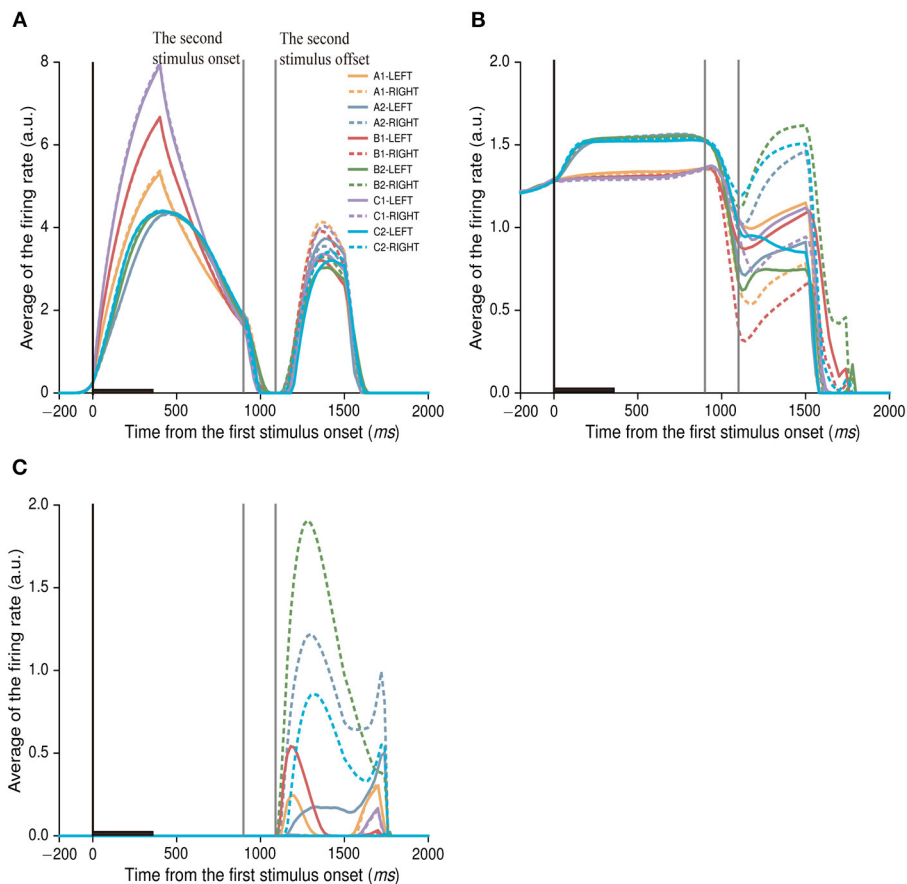 A
The second
stimulus onset
The second
stimulus offset
8
6
4
2
0
−200
0
500
1000
1500
2000
Average of the firing rate (a.u.)
Time from the first stimulus onset (ms)
A1-LEFT
A1-RIGHT
A2-LEFT
A2-RIGHT
B1-LEFT
B1-RIGHT
B2-LEFT
B2-RIGHT
C1-LEFT
C1-RIGHT
C2-LEFT
C2-RIGHT
B
2.0
1.5
1.0
0.5
0.0
−200
0
500
1000
1500
2000
Average of the firing rate (a.u.)
Time from the first stimulus onset (ms)
C
2.0
1.5
1.0
0.5
0.0
−200
0
500
1000
1500
2000
Average of the firing rate (a.u.)
Time from the first stimulus onset (ms)